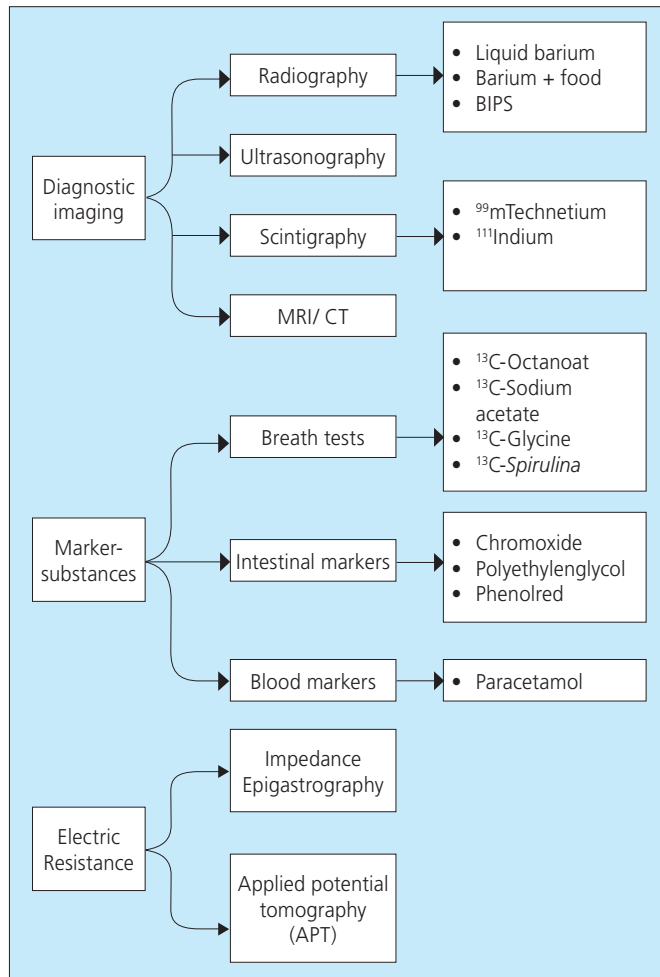 Radiography
• Liquid barium
• Barium + food
• BIPS
Ultrasonography
Diagnostic
imaging
Scintigraphy
• ⁹⁹mTechnetium
• ¹¹¹Indium
MRI/ CT
Breath tests
• ¹³C-Octanoat
• ¹³C-Sodium
acetate
• ¹³C-Glycine
• ¹³C-Spirulina
Marker-
substances
Intestinal markers
• Chromoxide
• Polyethylenglycol
• Phenolred
Blood markers
• Paracetamol
Impedance
Epigastrography
Electric
Resistance
Applied potential
tomography
(APT)